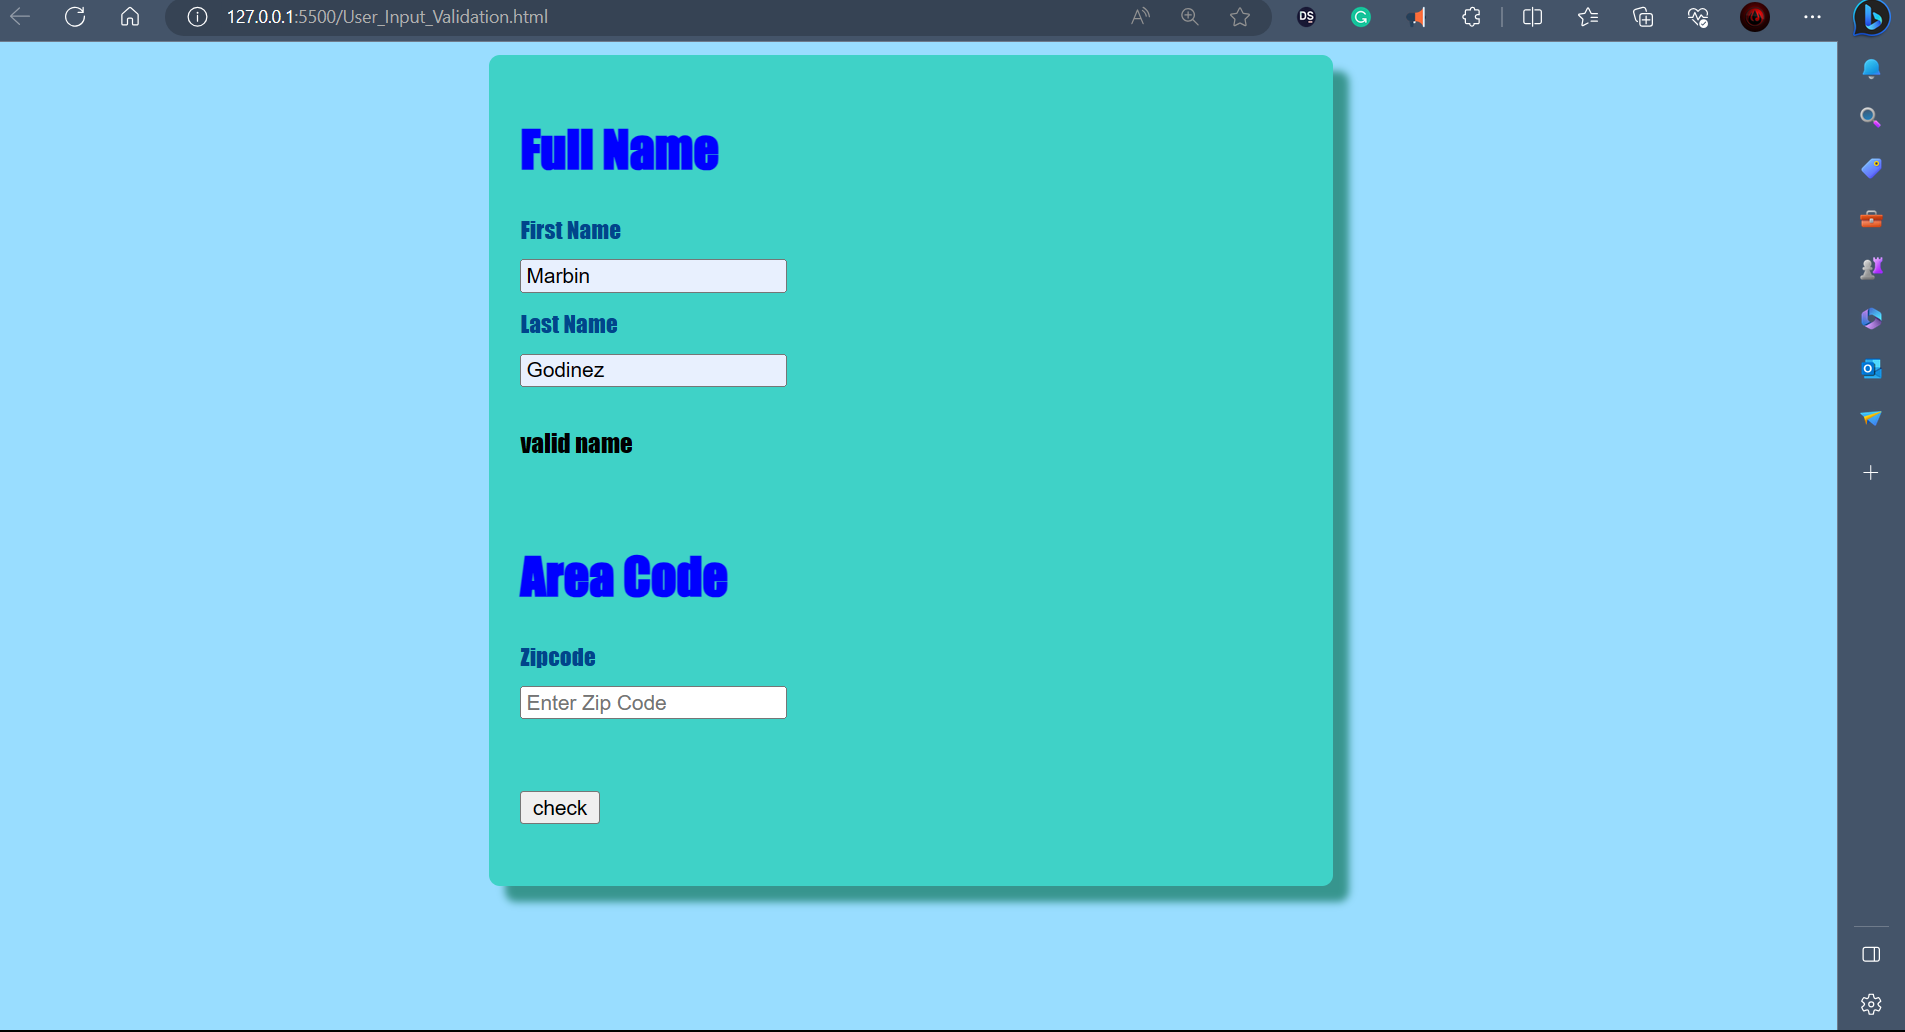 127.0.0.1:5500/User_Input_Validation.html
Full Name
First Name
Marbin
Last Name
Godinez
valid name
Area Code
Zipcode
Enter Zip Code
check